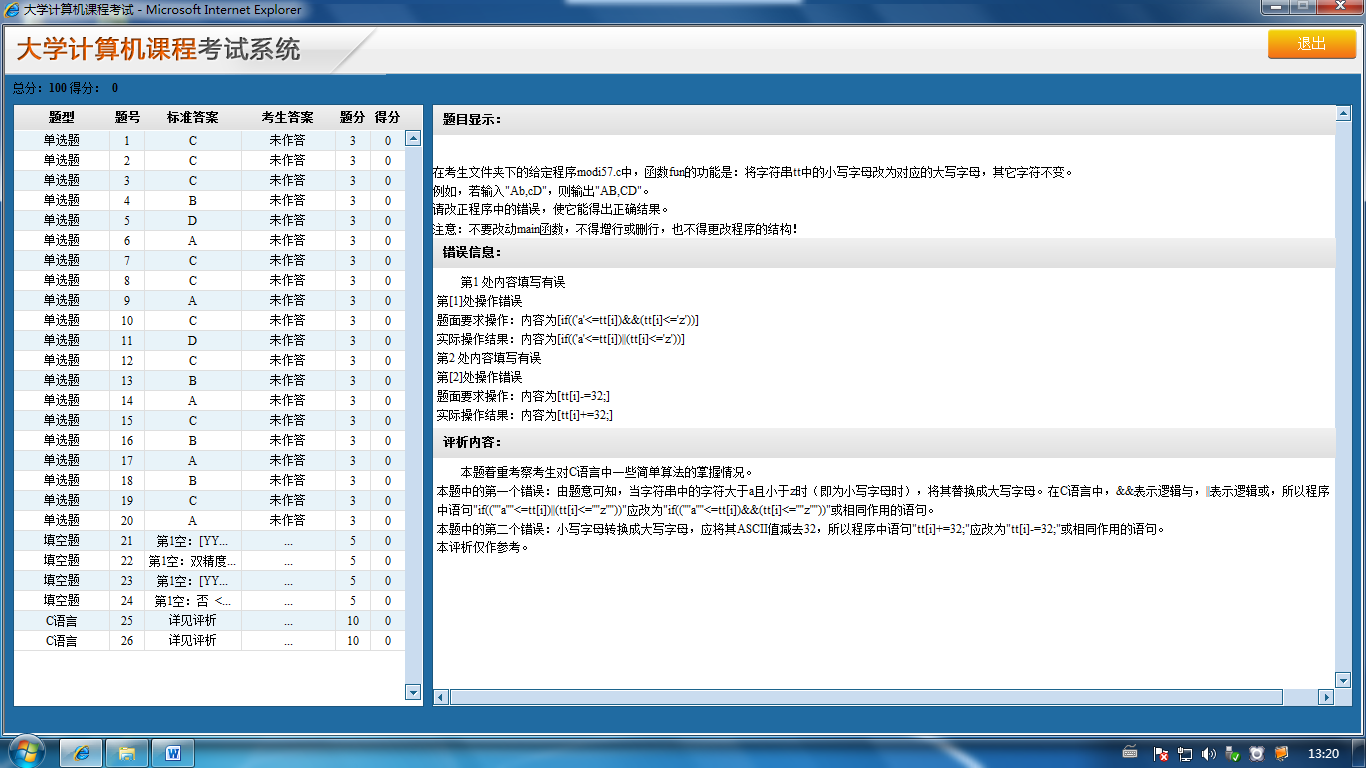 大学计算机课程考试 - Microsoft Internet Explorer
大学计算机课程考试系统
退出
总分：100 得分： 0
题型 题号 标准答案 考生答案 题分 得分
单选题 1 C 未作答 3 0
单选题 2 C 未作答 3 0
单选题 3 C 未作答 3 0
单选题 4 B 未作答 3 0
单选题 5 D 未作答 3 0
单选题 6 A 未作答 3 0
单选题 7 C 未作答 3 0
单选题 8 C 未作答 3 0
单选题 9 A 未作答 3 0
单选题 10 C 未作答 3 0
单选题 11 D 未作答 3 0
单选题 12 C 未作答 3 0
单选题 13 B 未作答 3 0
单选题 14 A 未作答 3 0
单选题 15 C 未作答 3 0
单选题 16 B 未作答 3 0
单选题 17 A 未作答 3 0
单选题 18 B 未作答 3 0
单选题 19 C 未作答 3 0
单选题 20 A 未作答 3 0
填空题 21 第1空：[YY... ... 5 0
填空题 22 第1空：双精度... ... 5 0
填空题 23 第1空：[YY... ... 5 0
填空题 24 第1空：否 <... ... 5 0
C语言 25 详见评析 ... 10 0
C语言 26 详见评析 ... 10 0
题目显示：
在考生文件夹下的给定程序modi57.c中，函数fun的功能是：将字符串tt中的小写字母改为对应的大写字母，其它字符不变。
例如，若输入"Ab,cD"，则输出"AB,CD"。
请改正程序中的错误，使它能得出正确结果。
注意：不要改动main函数，不得增行或删行，也不得更改程序的结构！
错误信息：
第1 处内容填写有误
第[1]处操作错误
题面要求操作：内容为[if(('a'<=tt[i])&&(tt[i]<='z'))]
实际操作结果：内容为[if(('a'<=tt[i])||(tt[i]<='z'))]
第2 处内容填写有误
第[2]处操作错误
题面要求操作：内容为[tt[i]-=32;]
实际操作结果：内容为[tt[i]+=32;]
评析内容：
本题着重考察考生对C语言中一些简单算法的掌握情况。
本题中的第一个错误：由题意可知，当字符串中的字符大于a且小于z时（即为小写字母时），将其替换成大写字母。在C语言中，&&表示逻辑与，||表示逻辑或，所以程序
中语句"if((""a""<=tt[i])||(tt[i]<=""z""))"应改为"if((""a""<=tt[i])&&(tt[i]<=""z""))"或相同作用的语句。
本题中的第二个错误：小写字母转换成大写字母，应将其ASCII值减去32，所以程序中语句"tt[i]+=32;"应改为"tt[i]-=32;"或相同作用的语句。
本评析仅作参考。
13:20